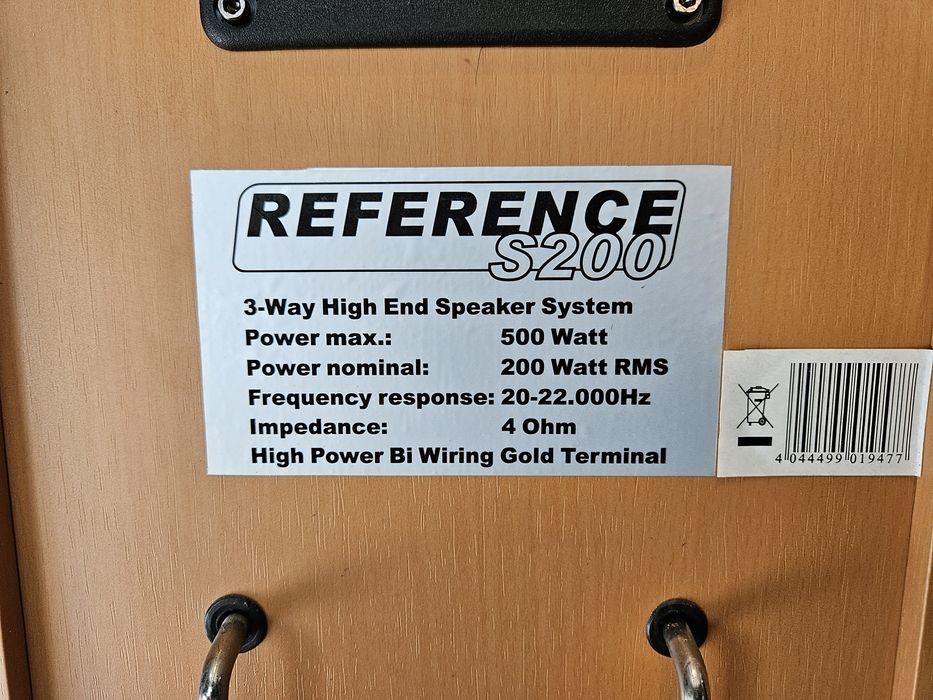 REFERENCE
S200
3-Way High End Speaker System
Power max.: 500 Watt
Power nominal: 200 Watt RMS
Frequency response: 20-22.000Hz
Impedance: 4 Ohm
High Power Bi Wiring Gold Terminal
4 044499 019477